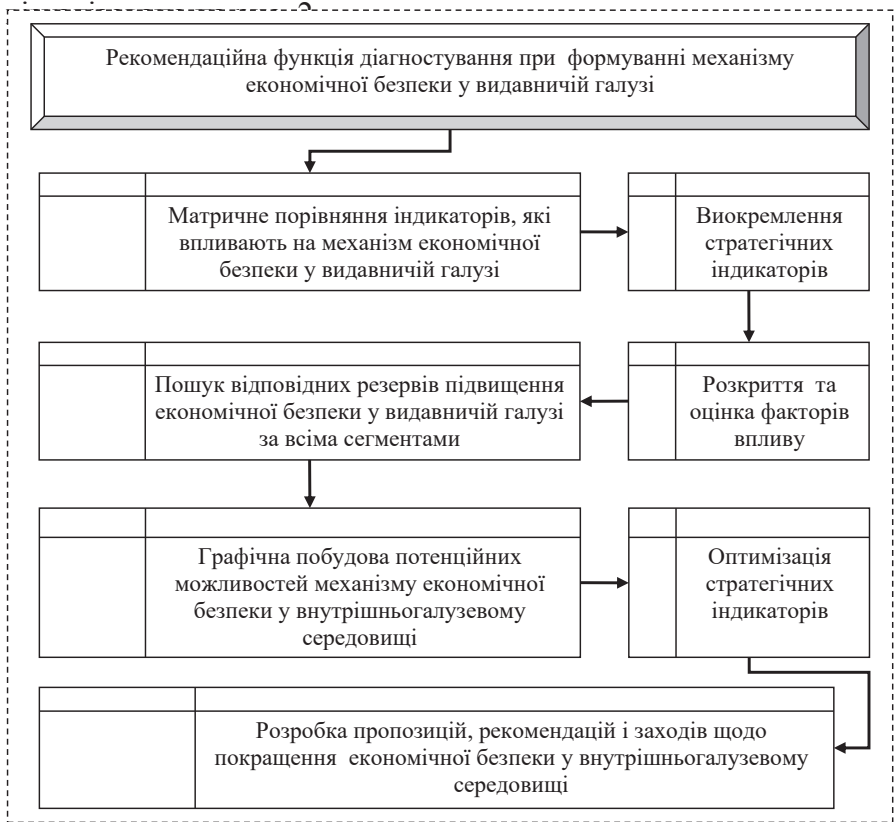 Рекомендаційна функція діагностування при формуванні механізму
економічної безпеки у видавничій галузі
Матричне порівняння індикаторів, які
впливають на механізм економічної
безпеки у видавничій галузі
Виокремлення
стратегічних
індикаторів
Пошук відповідних резервів підвищення
економічної безпеки у видавничій галузі
за всіма сегментами
Розкриття та
оцінка факторів
впливу
Графічна побудова потенційних
можливостей механізму економічної
безпеки у внутрішньогалузевому
середовищі
Оптимізація
стратегічних
індикаторів
Розробка пропозицій, рекомендацій і заходів щодо
покращення економічної безпеки у внутрішньогалузевому
середовищі